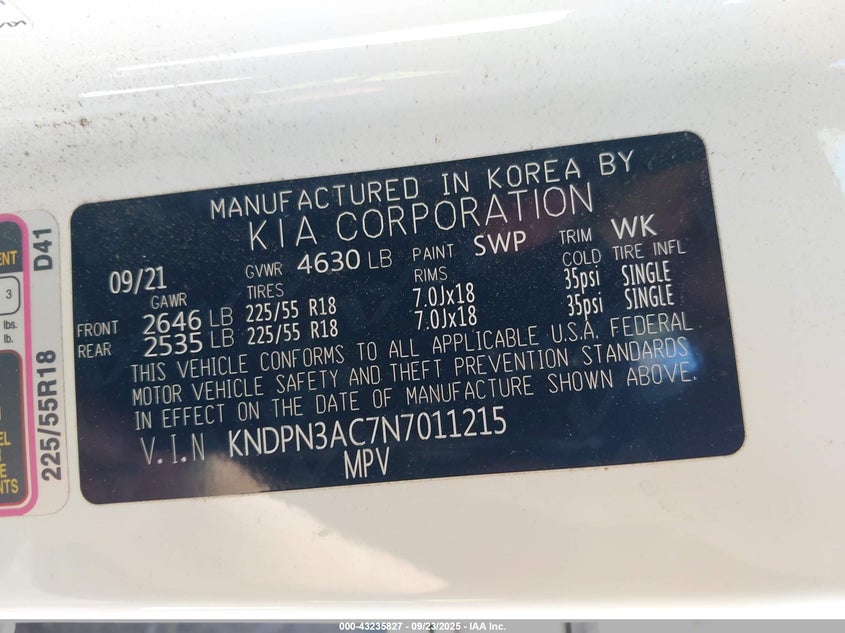 MANUFACTURED IN KOREA BY
KIA CORPORATION
09/21 GVWR 4630 LB PAINT SWP TRIM WK
GAWR TIRES RIMS COLD TIRE INFL
FRONT 2646 LB 225/55 R18 7.0Jx18 35psi SINGLE
REAR 2535 LB 225/55 R18 7.0Jx18 35psi SINGLE
THIS VEHICLE CONFORMS TO ALL APPLICABLE U.S.A. FEDERAL
MOTOR VEHICLE SAFETY AND THEFT PREVENTION STANDARDS
IN EFFECT ON THE DATE OF MANUFACTURE SHOWN ABOVE.
V.I.N KNDPN3AC7N7011215
MPV
3
lbs.
lb.
225/55R18 D41
000-43235827 - 09/23/2025 - IAA Inc.